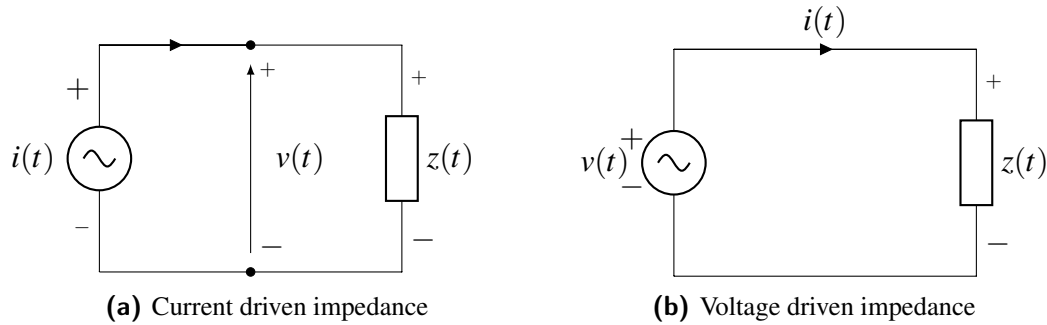 +
i(t)
−
+
v(t)
−
+
z(t)
−
(a) Current driven impedance
i(t)
+
v(t)
−
+
z(t)
−
(b) Voltage driven impedance